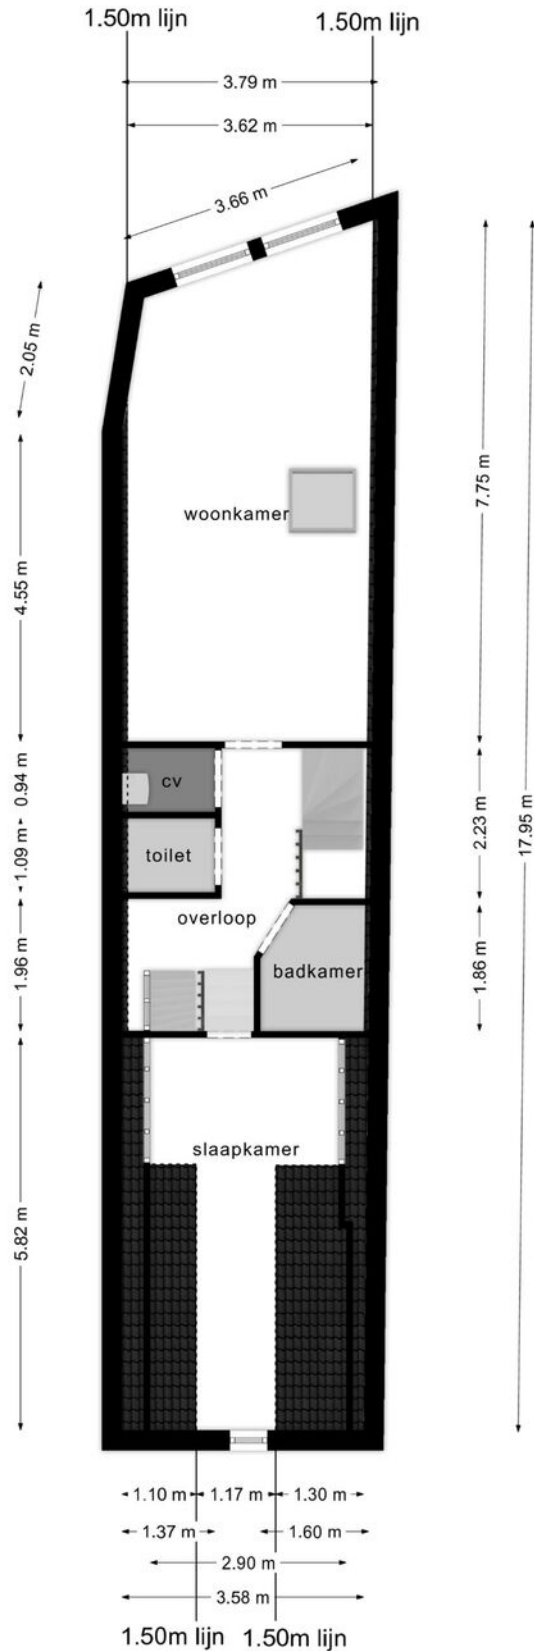 1.50m lijn
1.50m lijn
3.79 m
3.62 m
3.66 m
2.05 m
7.75 m
woonkamer
4.55 m
17.95 m
cv
0.94 m
2.23 m
toilet
1.09 m
overloop
1.96 m
badkamer
1.86 m
slaapkamer
5.82 m
1.10 m
1.17 m
1.30 m
1.37 m
1.60 m
2.90 m
3.58 m
1.50m lijn
1.50m lijn